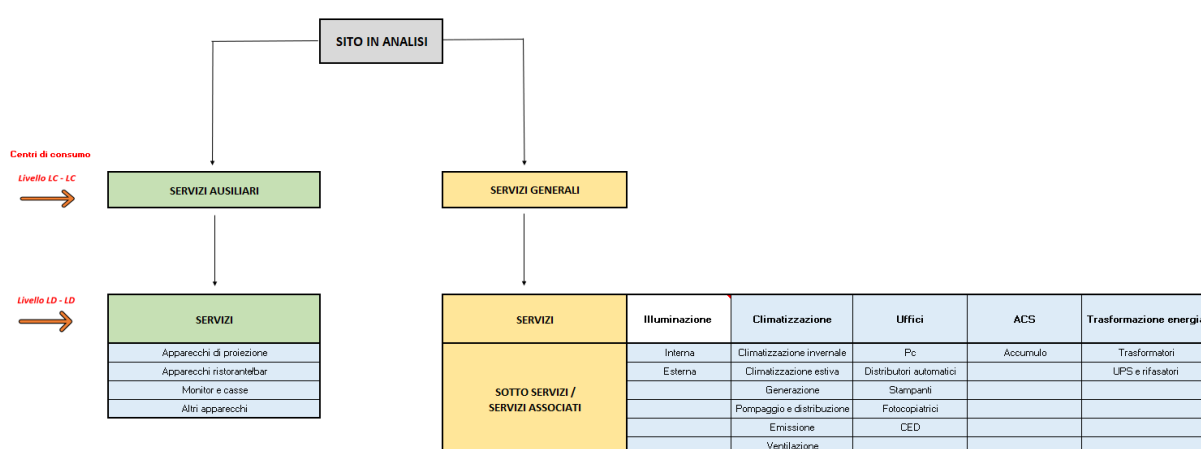 SITO IN ANALISI
Centri di consumo
Livello LC - LC
SERVIZI AUSILIARI
SERVIZI GENERALI
Livello LD - LD
SERVIZI
SERVIZI
Illuminazione
Climatizzazione
Uffici
ACS
Trasformazione energia
Apparecchi di proiezione
Apparecchi ristorante/bar
Monitor e casse
Altri apparecchi
SOTTO SERVIZI /
SERVIZI ASSOCIATI
Interna
Climatizzazione invernale
Pc
Accumulo
Trasformatori
Esterna
Climatizzazione estiva
Distributori automatici
UPS e rifasatori
Generazione
Stampanti
Pompaggio e distribuzione
Fotocopiatrici
Emissione
CED
Ventilazione